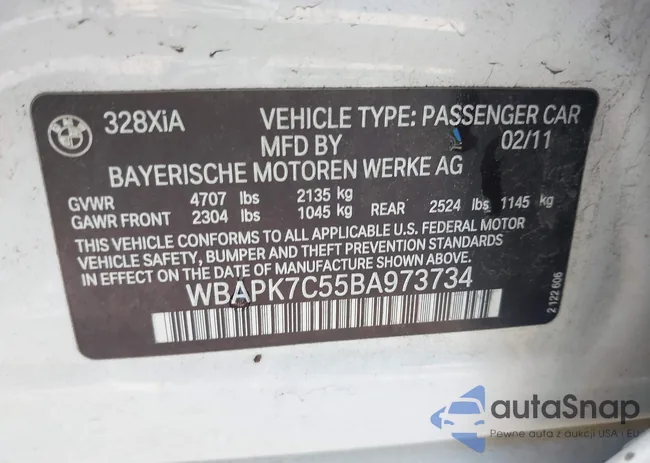 BMW 328XiA VEHICLE TYPE: PASSENGER CAR
MFD BY 02/11
BAYERISCHE MOTOREN WERKE AG
GVWR 4707 lbs 2135 kg
GAWR FRONT 2304 lbs 1045 kg REAR 2524 lbs 1145 kg
THIS VEHICLE CONFORMS TO ALL APPLICABLE U.S. FEDERAL MOTOR
VEHICLE SAFETY, BUMPER AND THEFT PREVENTION STANDARDS
IN EFFECT ON THE DATE OF MANUFACTURE SHOWN ABOVE.
WBAPK7C55BA973734
2 122 606
autaSnap
Pewne auta z aukcji USA i EU